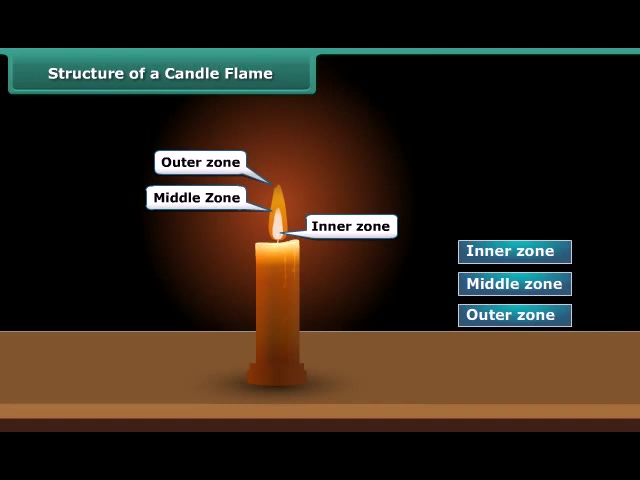 Structure of a Candle Flame
Outer zone
Middle Zone
Inner zone
Inner zone
Middle zone
Outer zone